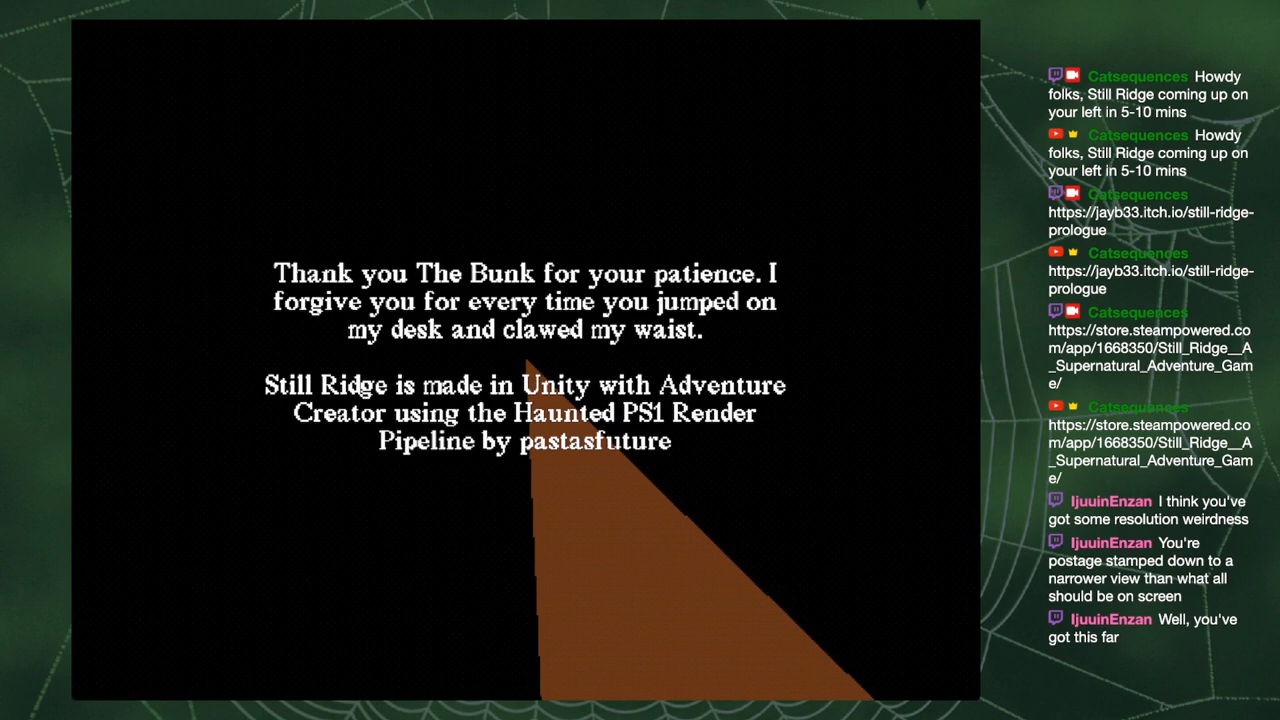 Thank you The Bunk for your patience. I
forgive you for every time you jumped on
my desk and clawed my waist.
Still Ridge is made in Unity with Adventure
Creator using the Haunted PS1 Render
Pipeline by pastasfuture
Catsequences Howdy
folks, Still Ridge coming up on
your left in 5-10 mins
Catsequences Howdy
folks, Still Ridge coming up on
your left in 5-10 mins
Catsequences
https://jayb33.itch.io/still-ridge-
prologue
Catsequences
https://jayb33.itch.io/still-ridge-
prologue
Catsequences
https://store.steampowered.co
m/app/1668350/Still_Ridge__A
_Supernatural_Adventure_Gam
e/
Catsequences
https://store.steampowered.co
m/app/1668350/Still_Ridge__A
_Supernatural_Adventure_Gam
e/
IjuuinEnzan I think you've
got some resolution weirdness
IjuuinEnzan You're
postage stamped down to a
narrower view than what all
should be on screen
IjuuinEnzan Well, you've
got this far